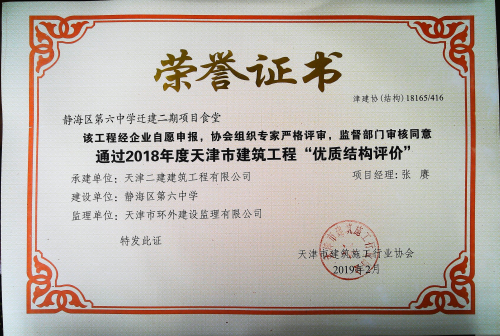 荣誉证书
津建协(结构)18165/416
静海区第六中学迁建二期项目食堂
该工程经企业自愿申报，协会组织专家严格评审，监督部门审核同意
通过2018年度天津市建筑工程“优质结构评价”
承建单位：天津二建建筑工程有限公司 项目经理：张 赓
建设单位：静海区第六中学
监理单位：天津市环外建设监理有限公司
特发此证
天津市建筑施工行业协会
2019年2月